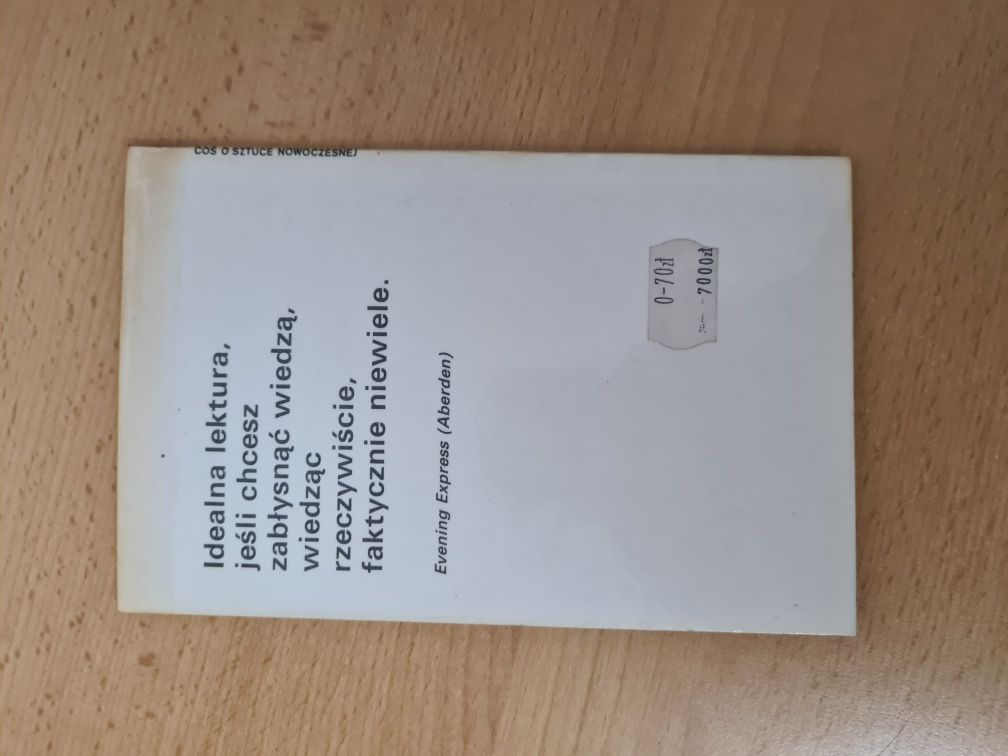 COŚ O SZTUCE NOWOCZESNEJ
Idealna lektura,
jeśli chcesz
zabłysnąć wiedzą,
wiedząc
rzeczywiście,
faktycznie niewiele.
Evening Express (Aberden)
0-70zł
7000zł